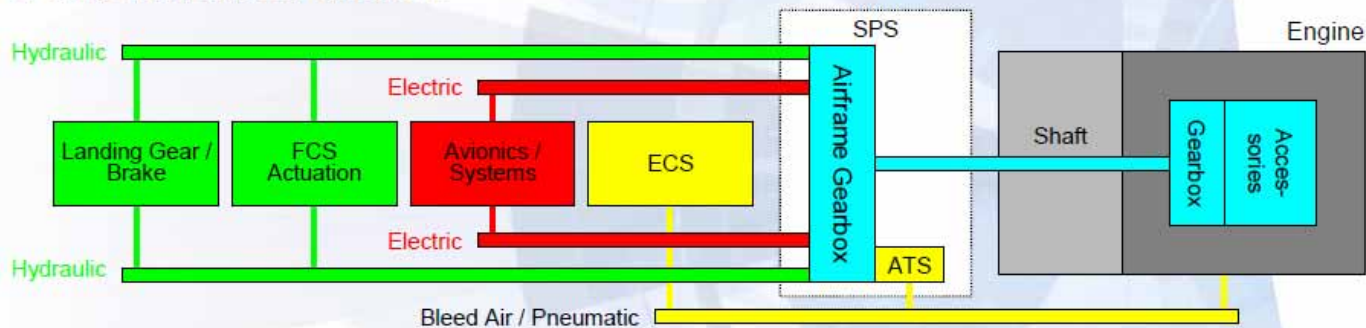 SPS
Engine
Hydraulic
Electric
Landing Gear /
Brake
FCS
Actuation
Avionics /
Systems
ECS
Airframe Gearbox
Shaft
Gearbox
Acces-
sories
Electric
Hydraulic
ATS
Bleed Air / Pneumatic